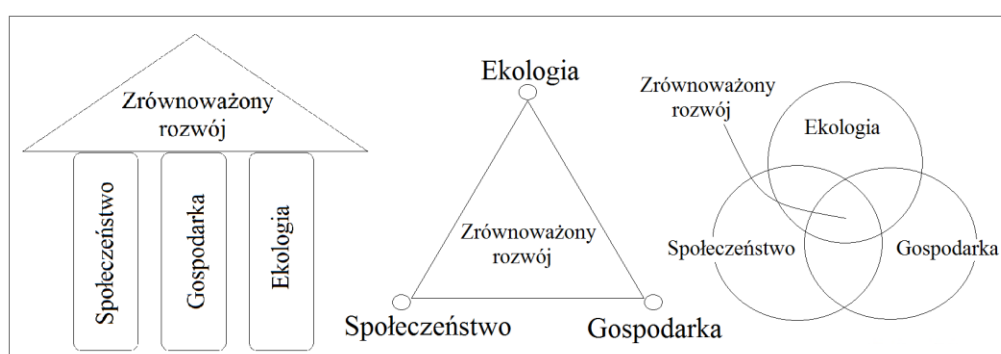 Zrównoważony
rozwój
Społeczeństwo
Gospodarka
Ekologia
Ekologia
Zrównoważony
rozwój
Społeczeństwo
Gospodarka
Zrównoważony
rozwój
Ekologia
Społeczeństwo
Gospodarka